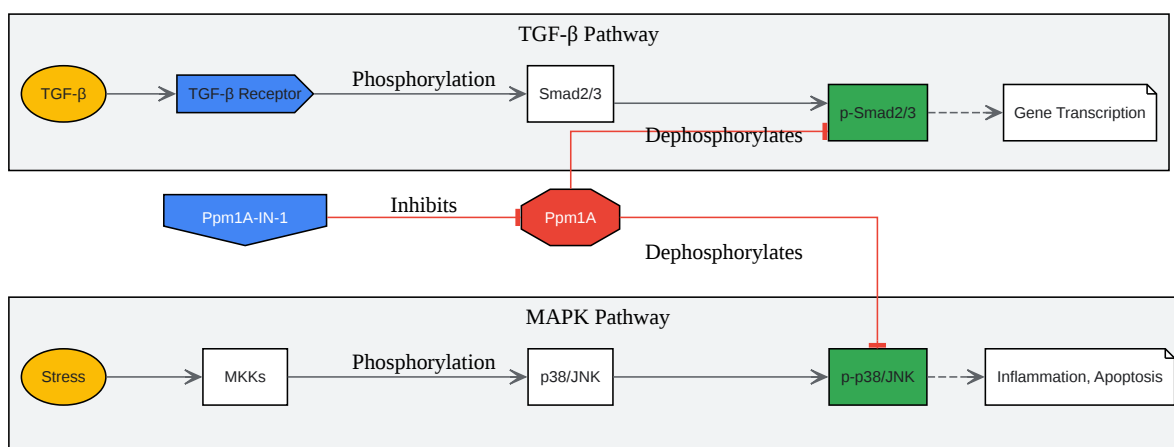 TGF-β Pathway
Phosphorylation
TGF-β
TGF-β Receptor
Smad2/3
p-Smad2/3
Gene Transcription
Dephosphorylates
Ppm1A-IN-1
Inhibits
Ppm1A
Dephosphorylates
MAPK Pathway
Phosphorylation
Stress
MKKs
p38/JNK
p-p38/JNK
Inflammation, Apoptosis